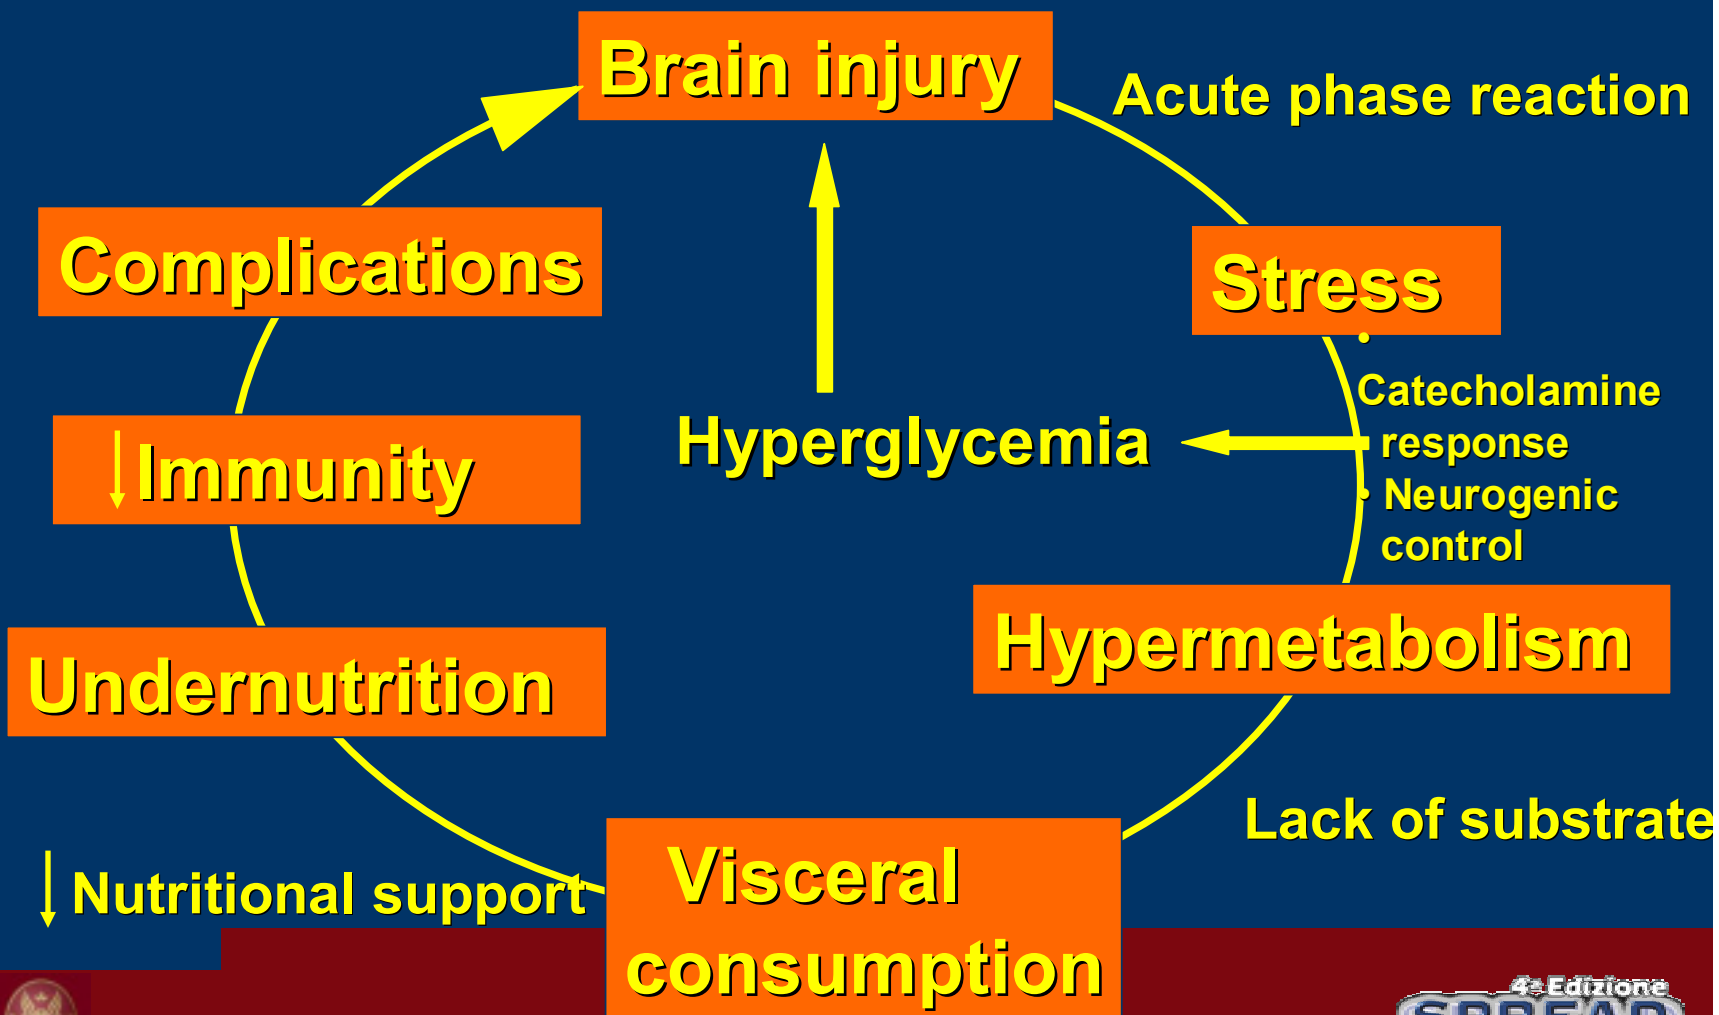 Brain injury
Acute phase reaction
Complications
Stress
•
Catecholamine
response
• Neurogenic
control
↓ Immunity
Hyperglycemia
Hypermetabolism
Undernutrition
Lack of substrate
↓ Nutritional support
Visceral
consumption
4ª Edizione
SPREAD